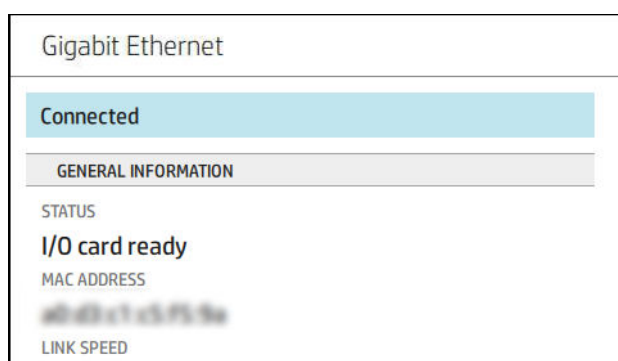 Gigabit Ethernet
Connected
GENERAL INFORMATION
STATUS
I/O card ready
MAC ADDRESS
LINK SPEED